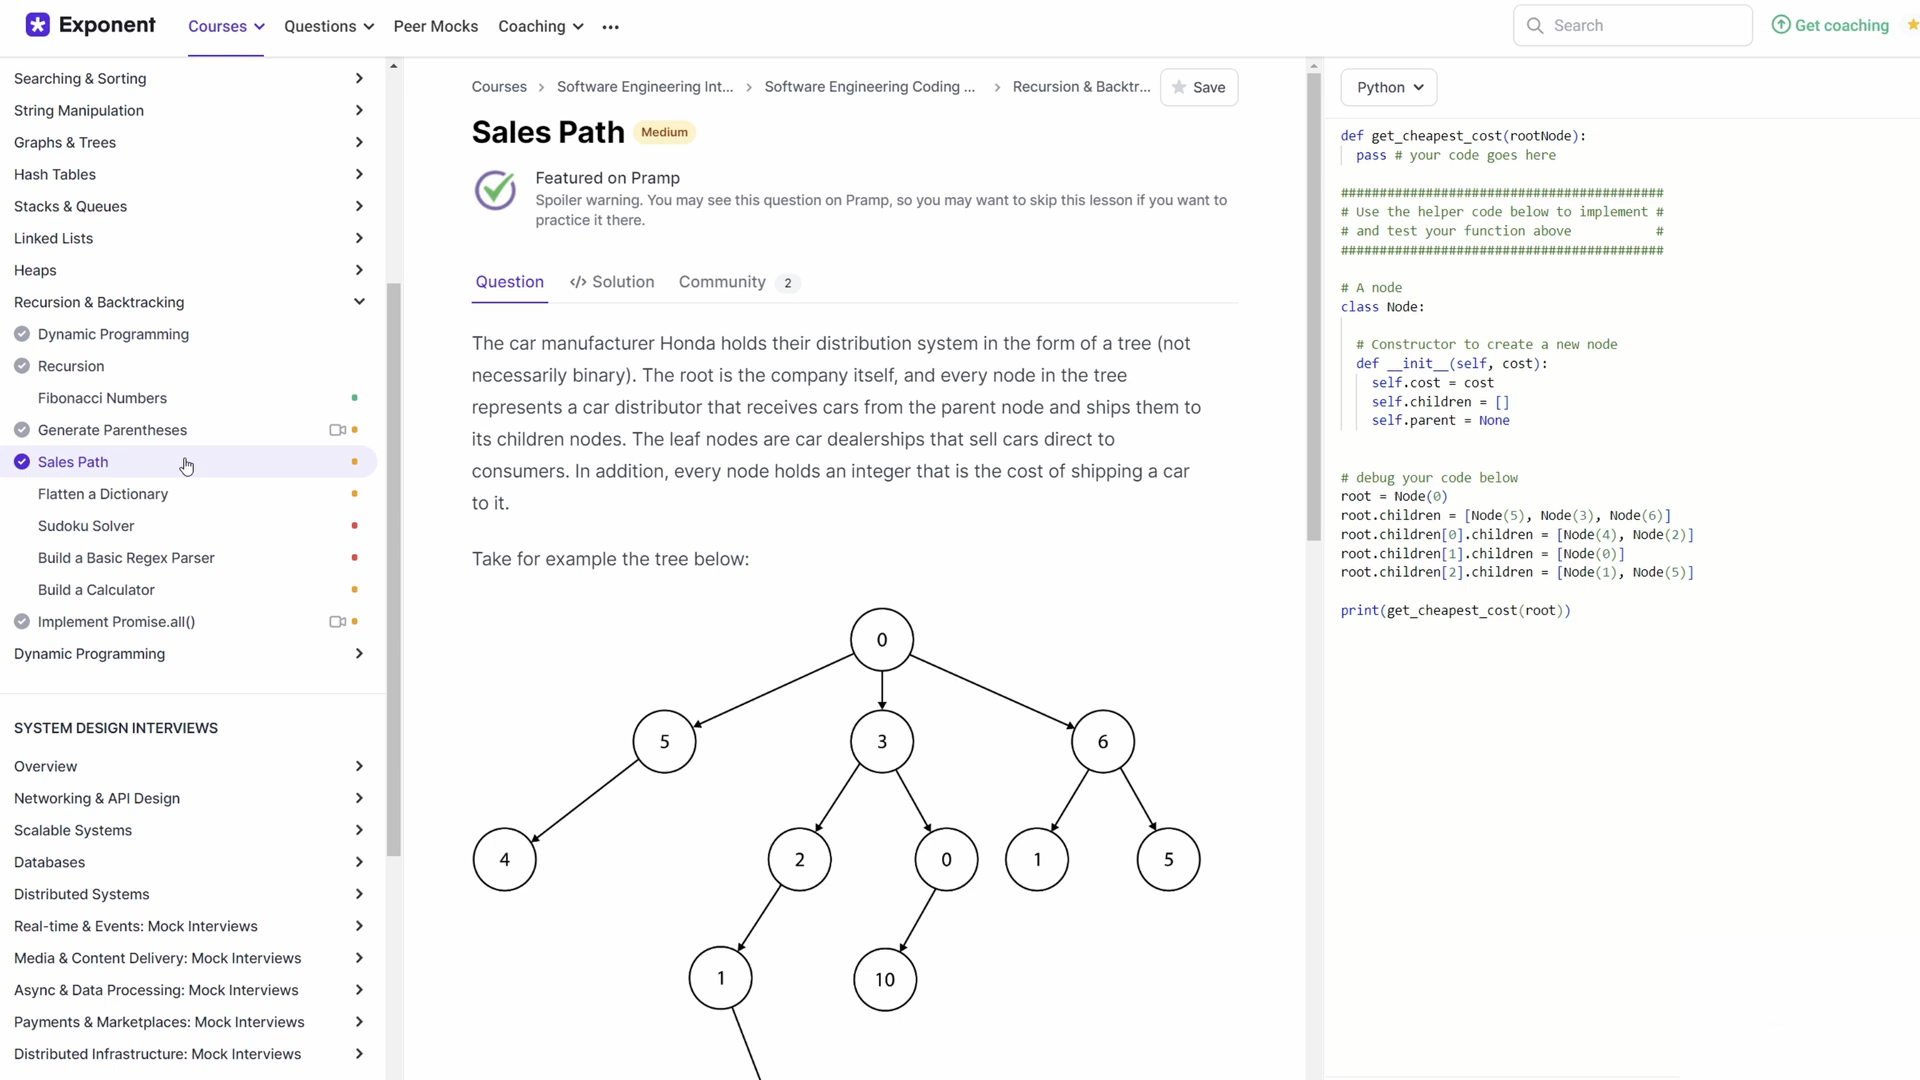 Exponent
Courses
Questions
Peer Mocks
Coaching
Search
Get coaching
Searching & Sorting
String Manipulation
Graphs & Trees
Hash Tables
Stacks & Queues
Linked Lists
Heaps
Recursion & Backtracking
Dynamic Programming
Recursion
Fibonacci Numbers
Generate Parentheses
Sales Path
Flatten a Dictionary
Sudoku Solver
Build a Basic Regex Parser
Build a Calculator
Implement Promise.all()
Dynamic Programming
SYSTEM DESIGN INTERVIEWS
Overview
Networking & API Design
Scalable Systems
Databases
Distributed Systems
Real-time & Events: Mock Interviews
Media & Content Delivery: Mock Interviews
Async & Data Processing: Mock Interviews
Payments & Marketplaces: Mock Interviews
Distributed Infrastructure: Mock Interviews
Courses > Software Engineering Int... > Software Engineering Coding ... > Recursion & Backtr...
Save
Sales Path Medium
Featured on Pramp
Spoiler warning. You may see this question on Pramp, so you may want to skip this lesson if you want to
practice it there.
Question </> Solution Community 2
The car manufacturer Honda holds their distribution system in the form of a tree (not
necessarily binary). The root is the company itself, and every node in the tree
represents a car distributor that receives cars from the parent node and ships them to
its children nodes. The leaf nodes are car dealerships that sell cars direct to
consumers. In addition, every node holds an integer that is the cost of shipping a car
to it.
Take for example the tree below:
0
5 3 6
4 2 0 1 5
1 10
Python
def get_cheapest_cost(rootNode):
  pass # your code goes here
##########################################
# Use the helper code below to implement #
# and test your function above           #
##########################################
# A node
class Node:
  # Constructor to create a new node
  def __init__(self, cost):
    self.cost = cost
    self.children = []
    self.parent = None
# debug your code below
root = Node(0)
root.children = [Node(5), Node(3), Node(6)]
root.children[0].children = [Node(4), Node(2)]
root.children[1].children = [Node(0)]
root.children[2].children = [Node(1), Node(5)]
print(get_cheapest_cost(root))